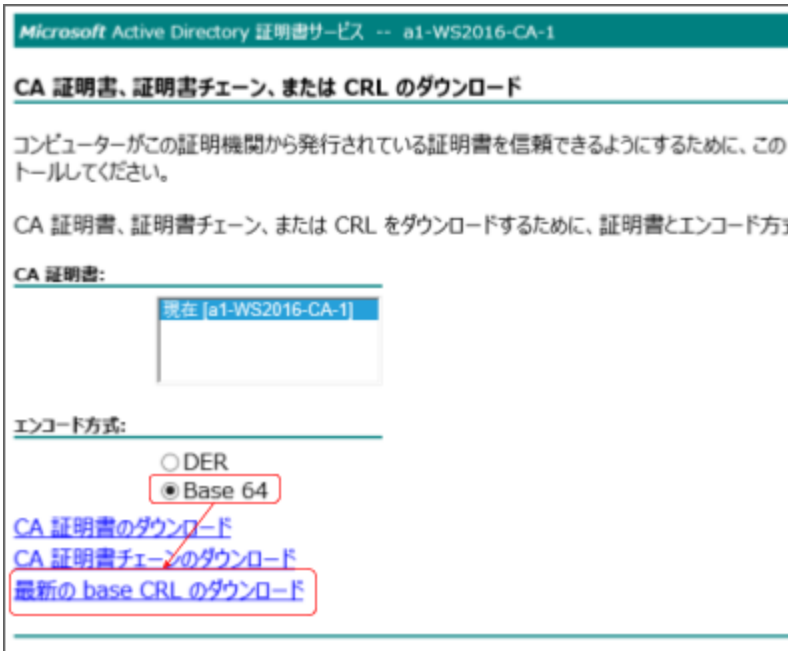 Microsoft Active Directory 証明書サービス -- a1-WS2016-CA-1
CA 証明書、証明書チェーン、または CRL のダウンロード
コンピューターがこの証明機関から発行されている証明書を信頼できるようにするために、この
トールしてください。
CA 証明書、証明書チェーン、または CRL をダウンロードするために、証明書とエンコード方式
CA 証明書:
現在 [a1-WS2016-CA-1]
エンコード方式:
DER
Base 64
CA 証明書のダウンロード
CA 証明書チェーンのダウンロード
最新の base CRL のダウンロード